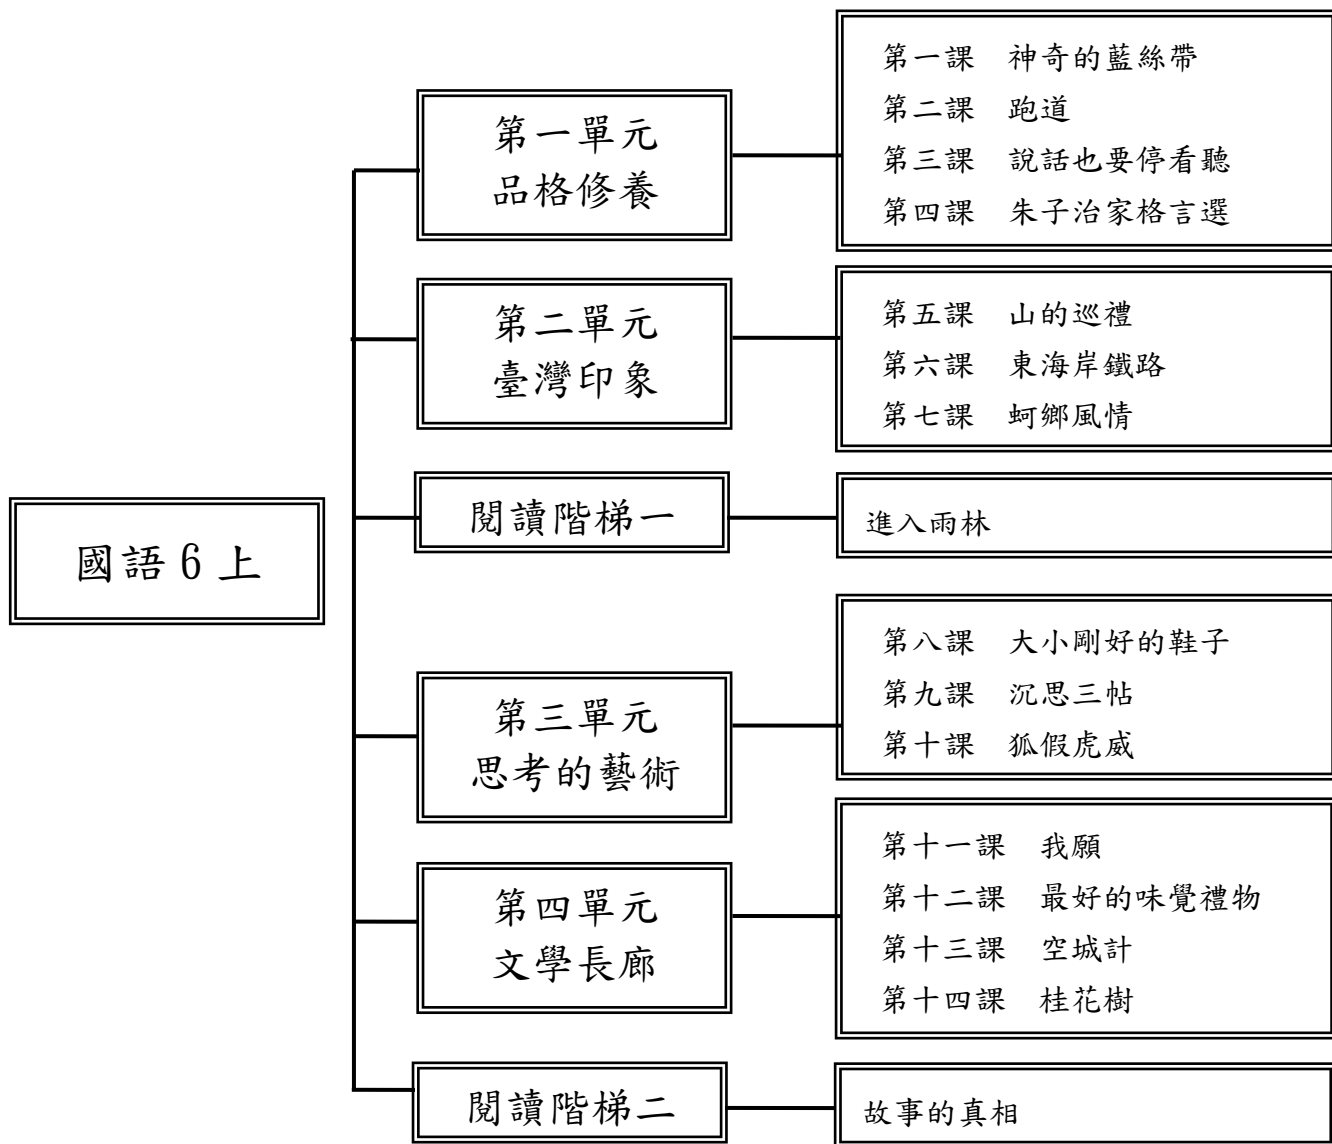 國語6上
第一單元
品格修養
第一課　神奇的藍絲帶
第二課　跑道
第三課　說話也要停看聽
第四課　朱子治家格言選
第二單元
臺灣印象
第五課　山的巡禮
第六課　東海岸鐵路
第七課　蚵鄉風情
閱讀階梯一
進入雨林
第三單元
思考的藝術
第八課　大小剛好的鞋子
第九課　沉思三帖
第十課　狐假虎威
第四單元
文學長廊
第十一課　我願
第十二課　最好的味覺禮物
第十三課　空城計
第十四課　桂花樹
閱讀階梯二
故事的真相